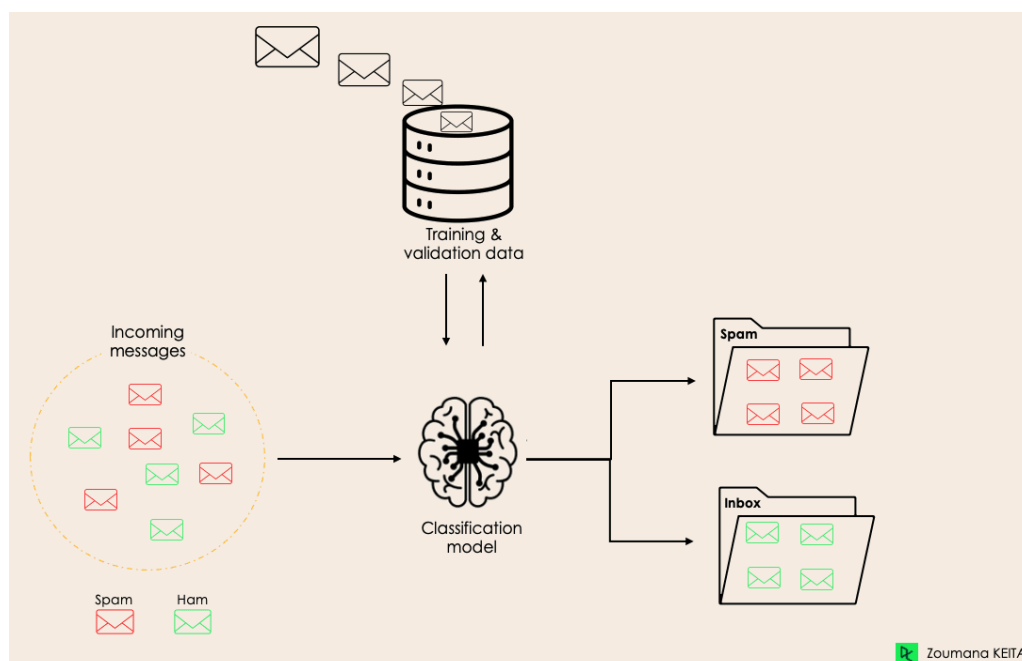 Training &
validation data
Incoming
messages
Spam
Inbox
Classification
model
Spam
Ham
Zoumana KEITA